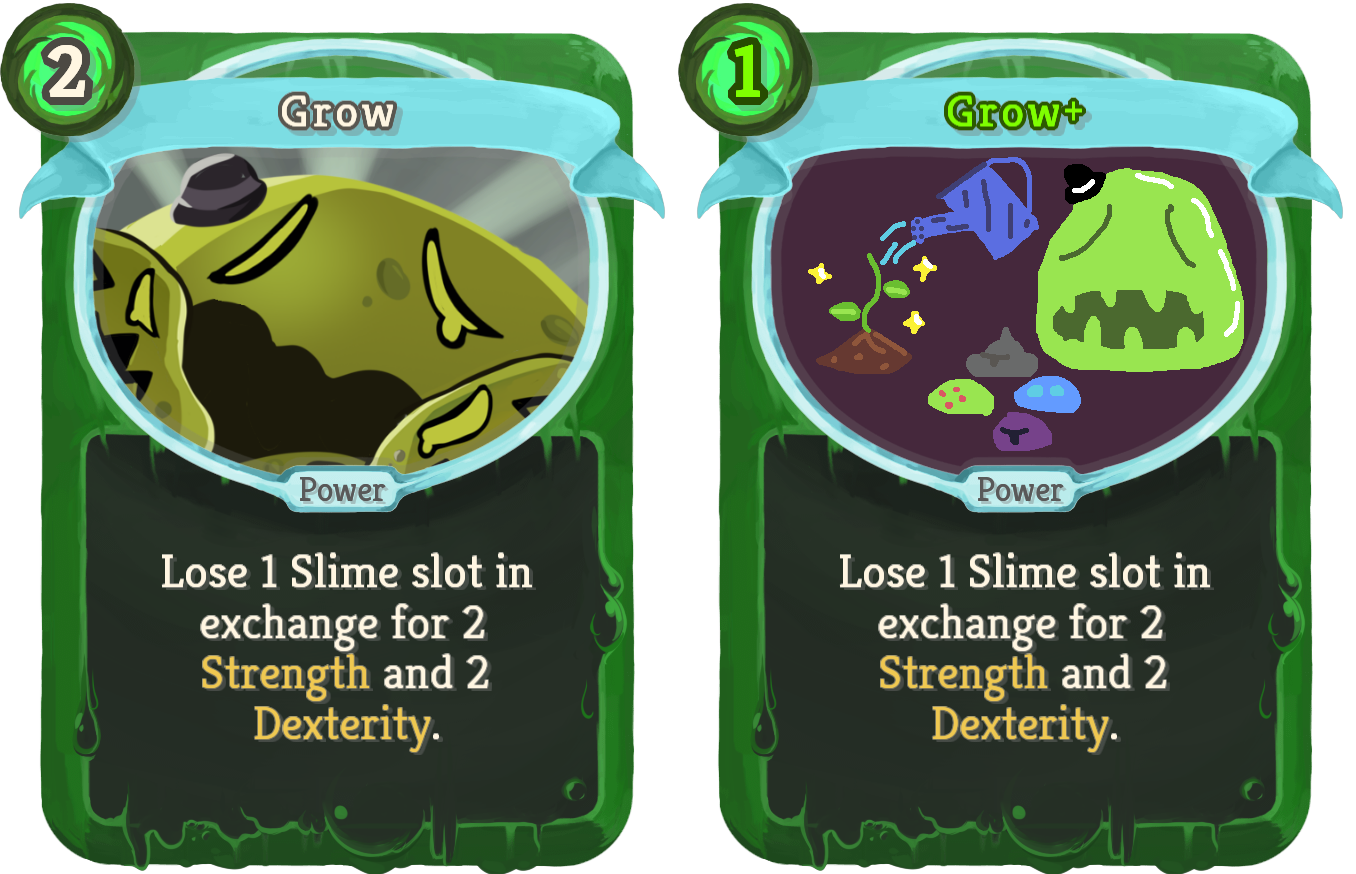 2
Grow
Power
Lose 1 Slime slot in
exchange for 2
Strength and 2
Dexterity.
1
Grow+
Power
Lose 1 Slime slot in
exchange for 2
Strength and 2
Dexterity.